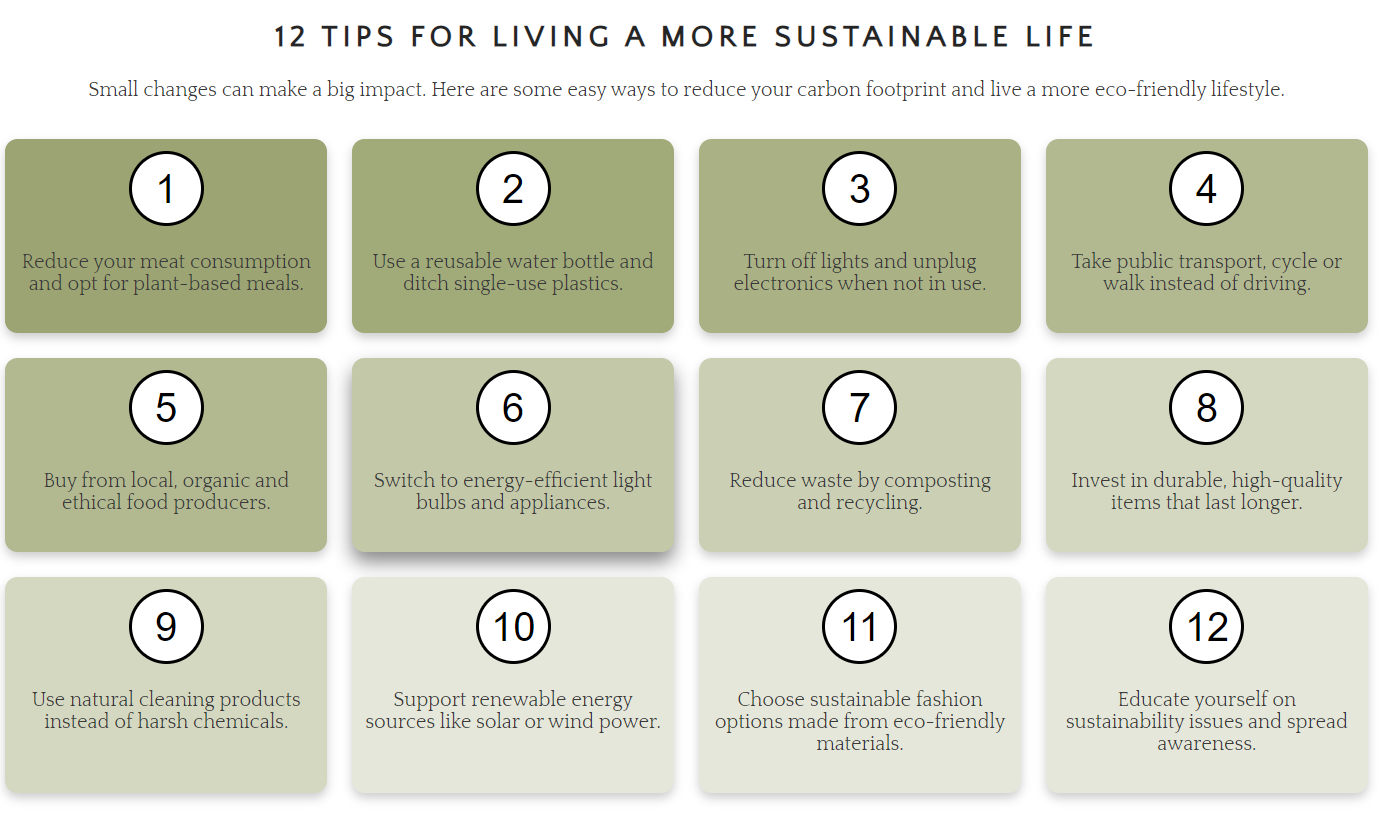 12 TIPS FOR LIVING A MORE SUSTAINABLE LIFE
Small changes can make a big impact. Here are some easy ways to reduce your carbon footprint and live a more eco-friendly lifestyle.
1
Reduce your meat consumption
and opt for plant-based meals.
2
Use a reusable water bottle and
ditch single-use plastics.
3
Turn off lights and unplug
electronics when not in use.
4
Take public transport, cycle or
walk instead of driving.
5
Buy from local, organic and
ethical food producers.
6
Switch to energy-efficient light
bulbs and appliances.
7
Reduce waste by composting
and recycling.
8
Invest in durable, high-quality
items that last longer.
9
Use natural cleaning products
instead of harsh chemicals.
10
Support renewable energy
sources like solar or wind power.
11
Choose sustainable fashion
options made from eco-friendly
materials.
12
Educate yourself on
sustainability issues and spread
awareness.